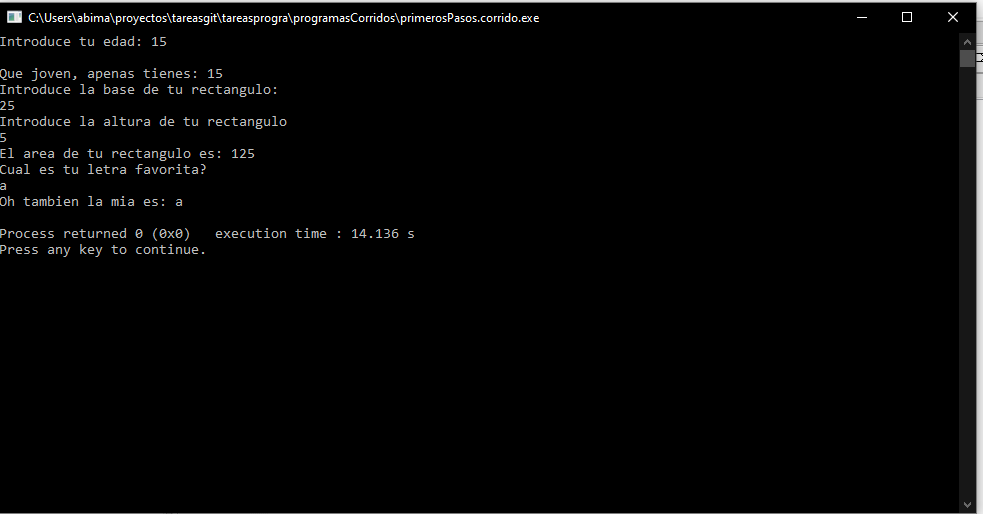 C:\Users\abima\proyectos\tareasgit\tareasprogra\programasCorridos\primerosPasos.corrido.exe
Introduce tu edad: 15
Que joven, apenas tienes: 15
Introduce la base de tu rectangulo:
25
Introduce la altura de tu rectangulo
5
El area de tu rectangulo es: 125
Cual es tu letra favorita?
a
Oh tambien la mia es: a
Process returned 0 (0x0)   execution time : 14.136 s
Press any key to continue.